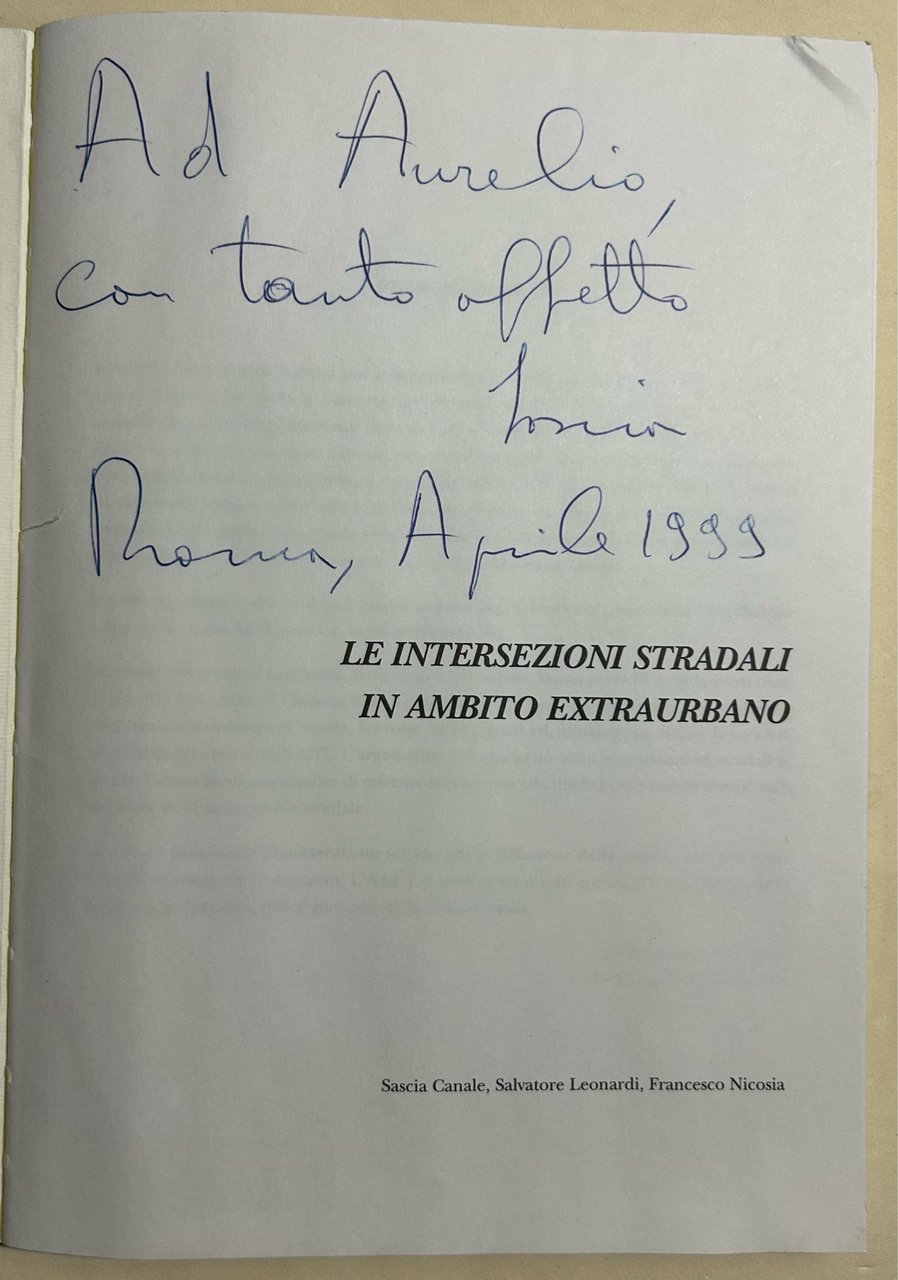 Ad Aurelio,
con tanto affetto
Sascia
Roma, Aprile 1999
LE INTERSEZIONI STRADALI
IN AMBITO EXTRAURBANO
Sascia Canale, Salvatore Leonardi, Francesco Nicosia